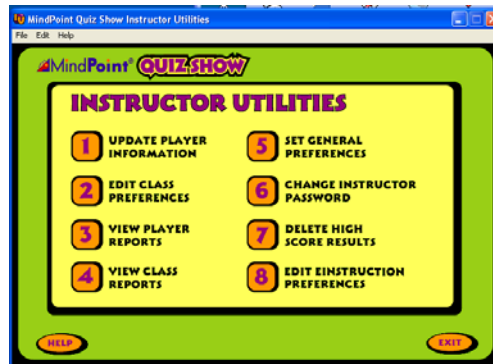 MindPoint Quiz Show Instructor Utilities
File Edit Help
MindPoint® QUIZ SHOW
INSTRUCTOR UTILITIES
1 UPDATE PLAYER
INFORMATION
2 EDIT CLASS
PREFERENCES
3 VIEW PLAYER
REPORTS
4 VIEW CLASS
REPORTS
5 SET GENERAL
PREFERENCES
6 CHANGE INSTRUCTOR
PASSWORD
7 DELETE HIGH
SCORE RESULTS
8 EDIT EINSTRUCTION
PREFERENCES
HELP
EXIT